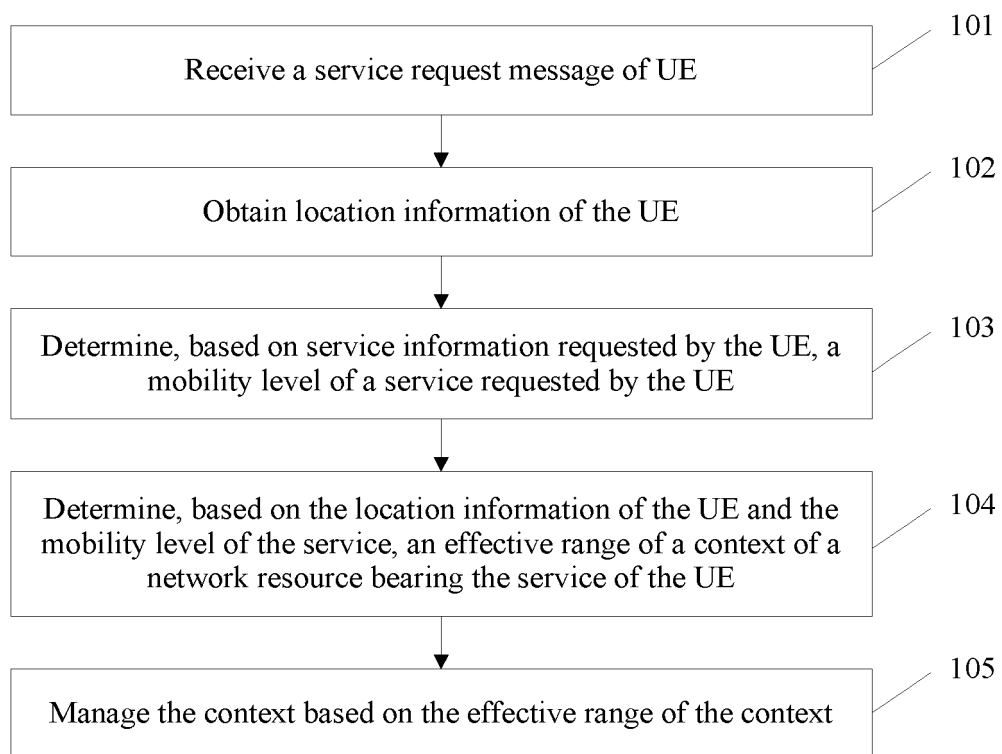 101
Receive a service request message of UE
102
Obtain location information of the UE
103
Determine, based on service information requested by the UE, a
mobility level of a service requested by the UE
104
Determine, based on the location information of the UE and the
mobility level of the service, an effective range of a context of a
network resource bearing the service of the UE
105
Manage the context based on the effective range of the context